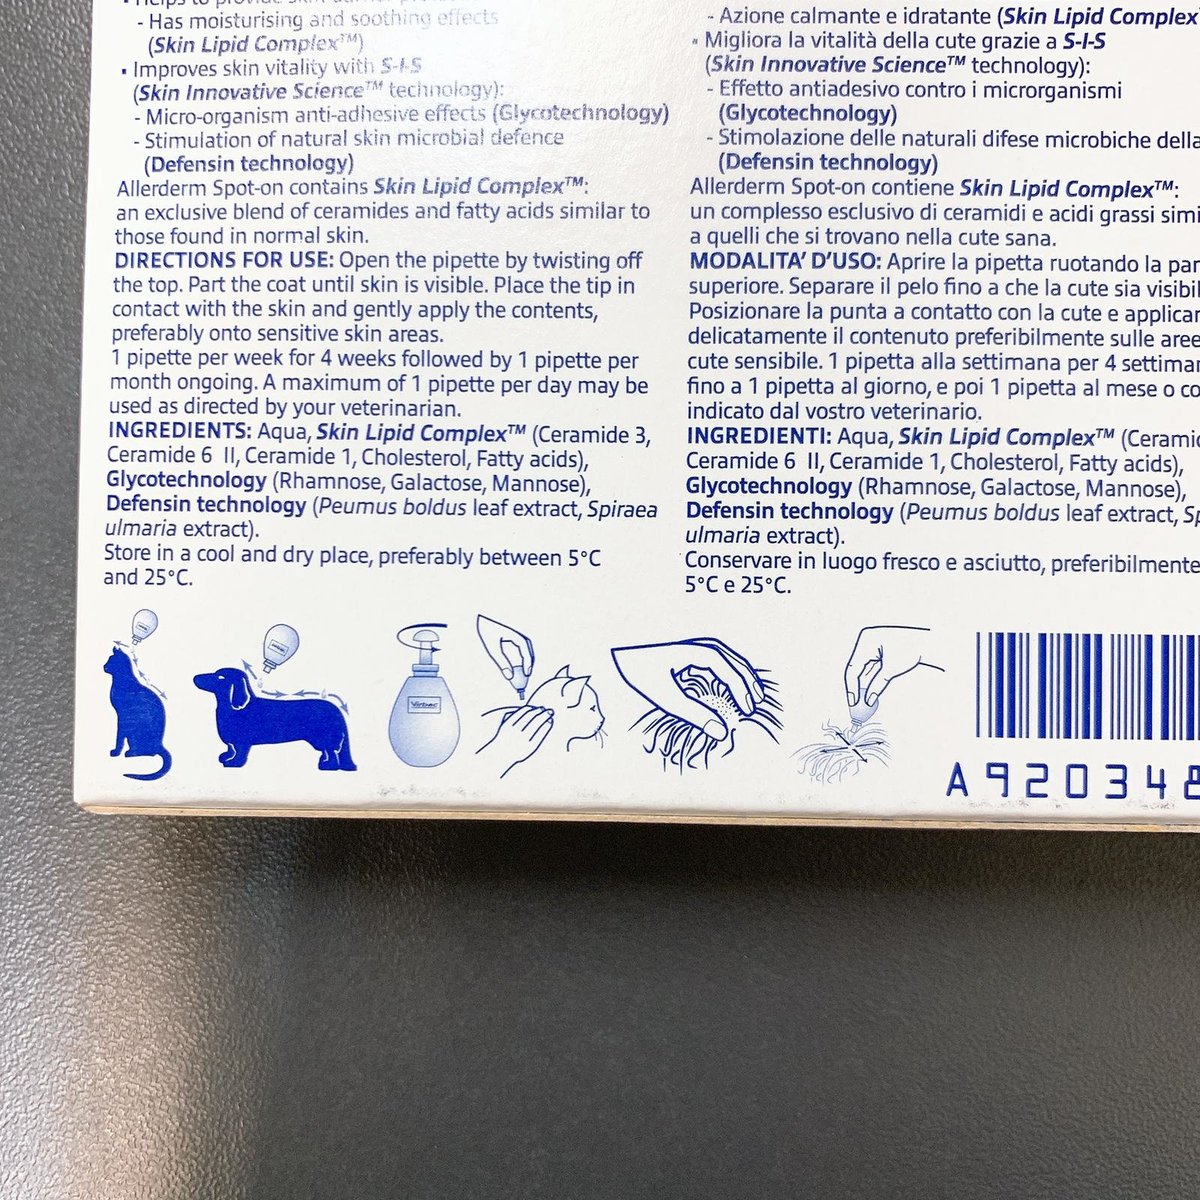 Helps to provide skin barrier
- Has moisturising and soothing effects
(Skin Lipid Complex™)
▪ Improves skin vitality with S-I-S
(Skin Innovative Science™ technology):
- Micro-organism anti-adhesive effects (Glycotechnology)
- Stimulation of natural skin microbial defence
(Defensin technology)
Allerderm Spot-on contains Skin Lipid Complex™:
an exclusive blend of ceramides and fatty acids similar to
those found in normal skin.
DIRECTIONS FOR USE: Open the pipette by twisting off
the top. Part the coat until skin is visible. Place the tip in
contact with the skin and gently apply the contents,
preferably onto sensitive skin areas.
1 pipette per week for 4 weeks followed by 1 pipette per
month ongoing. A maximum of 1 pipette per day may be
used as directed by your veterinarian.
INGREDIENTS: Aqua, Skin Lipid Complex™ (Ceramide 3,
Ceramide 6 II, Ceramide 1, Cholesterol, Fatty acids),
Glycotechnology (Rhamnose, Galactose, Mannose),
Defensin technology (Peumus boldus leaf extract, Spiraea
ulmaria extract).
Store in a cool and dry place, preferably between 5°C
and 25°C.
- Azione calmante e idratante (Skin Lipid Complex
▪ Migliora la vitalità della cute grazie a S-I-S
(Skin Innovative Science™ technology):
- Effetto antiadesivo contro i microrganismi
(Glycotechnology)
- Stimolazione delle naturali difese microbiche della
(Defensin technology)
Allerderm Spot-on contiene Skin Lipid Complex™:
un complesso esclusivo di ceramidi e acidi grassi simi
a quelli che si trovano nella cute sana.
MODALITA' D'USO: Aprire la pipetta ruotando la par
superiore. Separare il pelo fino a che la cute sia visibil
Posizionare la punta a contatto con la cute e applicar
delicatamente il contenuto preferibilmente sulle aree
cute sensibile. 1 pipetta alla settimana per 4 settimar
fino a 1 pipetta al giorno, e poi 1 pipetta al mese o co
indicato dal vostro veterinario.
INGREDIENTI: Aqua, Skin Lipid Complex™ (Ceramic
Ceramide 6 II, Ceramide 1, Cholesterol, Fatty acids),
Glycotechnology (Rhamnose, Galactose, Mannose),
Defensin technology (Peumus boldus leaf extract, Sp
ulmaria extract).
Conservare in luogo fresco e asciutto, preferibilmente
5°C e 25°C.
Virbac
A920348